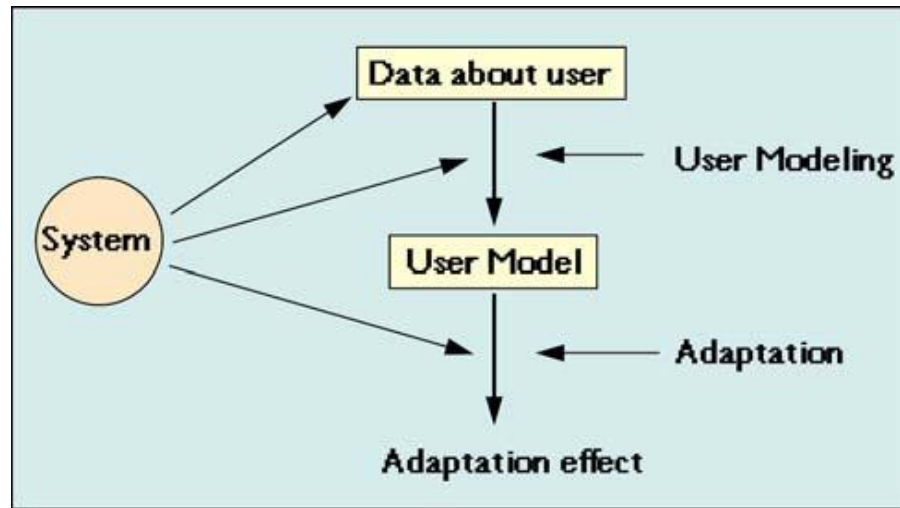 Data about user
User Modeling
System
User Model
Adaptation
Adaptation effect